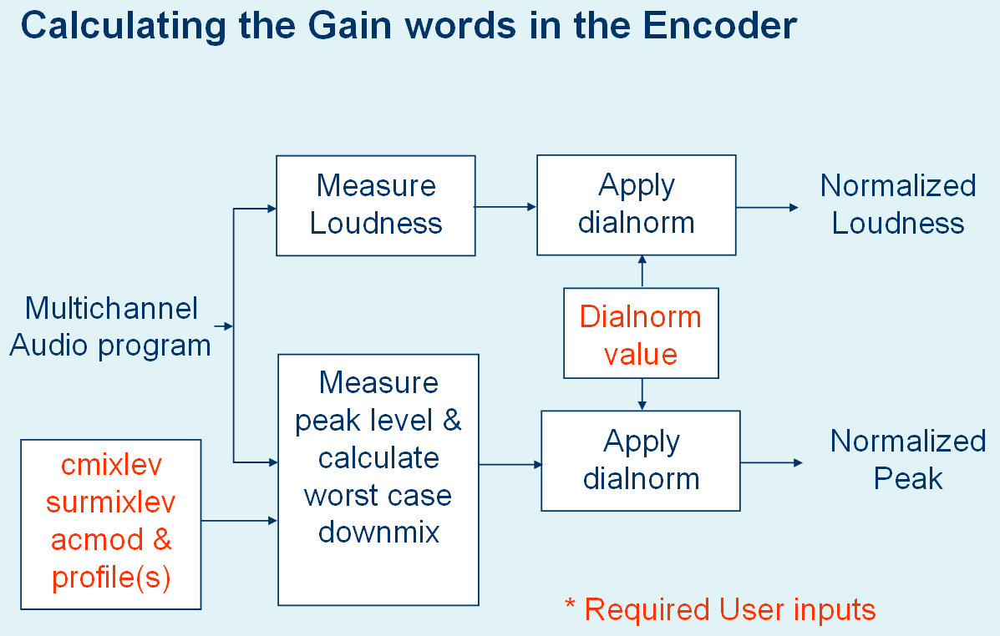 Calculating the Gain words in the Encoder
Measure
Loudness
Apply
dialnorm
Normalized
Loudness
Multichannel
Audio program
Dialnorm
value
Measure
peak level &
calculate
worst case
downmix
Apply
dialnorm
Normalized
Peak
cmixlev
surmixlev
acmod &
profile(s)
* Required User inputs